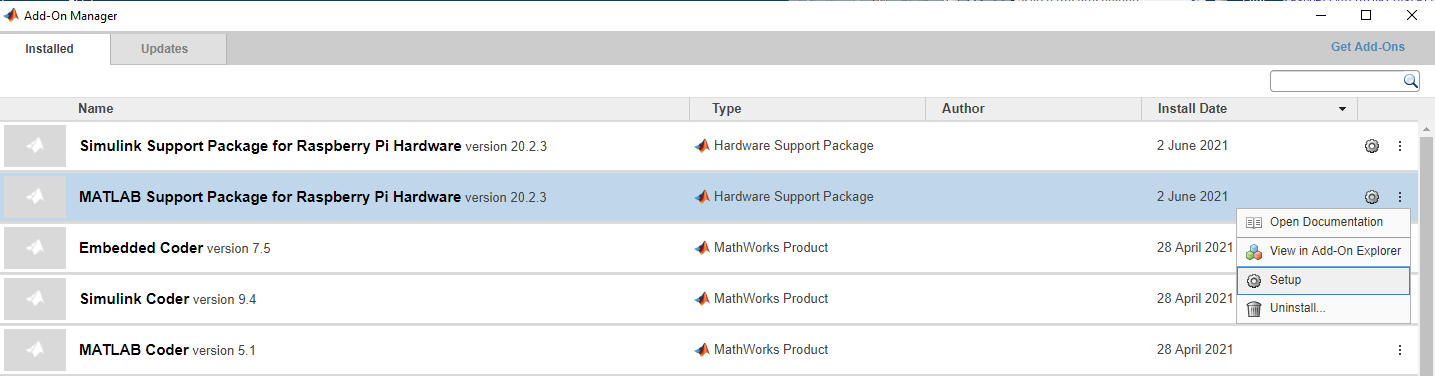 Add-On Manager
Installed Updates Get Add-Ons
Name Type Author Install Date
Simulink Support Package for Raspberry Pi Hardware version 20.2.3 Hardware Support Package 2 June 2021
MATLAB Support Package for Raspberry Pi Hardware version 20.2.3 Hardware Support Package 2 June 2021
Open Documentation
Embedded Coder version 7.5 MathWorks Product 28 April 2021
View in Add-On Explorer
Setup
Simulink Coder version 9.4 MathWorks Product 28 April 2021
Uninstall...
MATLAB Coder version 5.1 MathWorks Product 28 April 2021